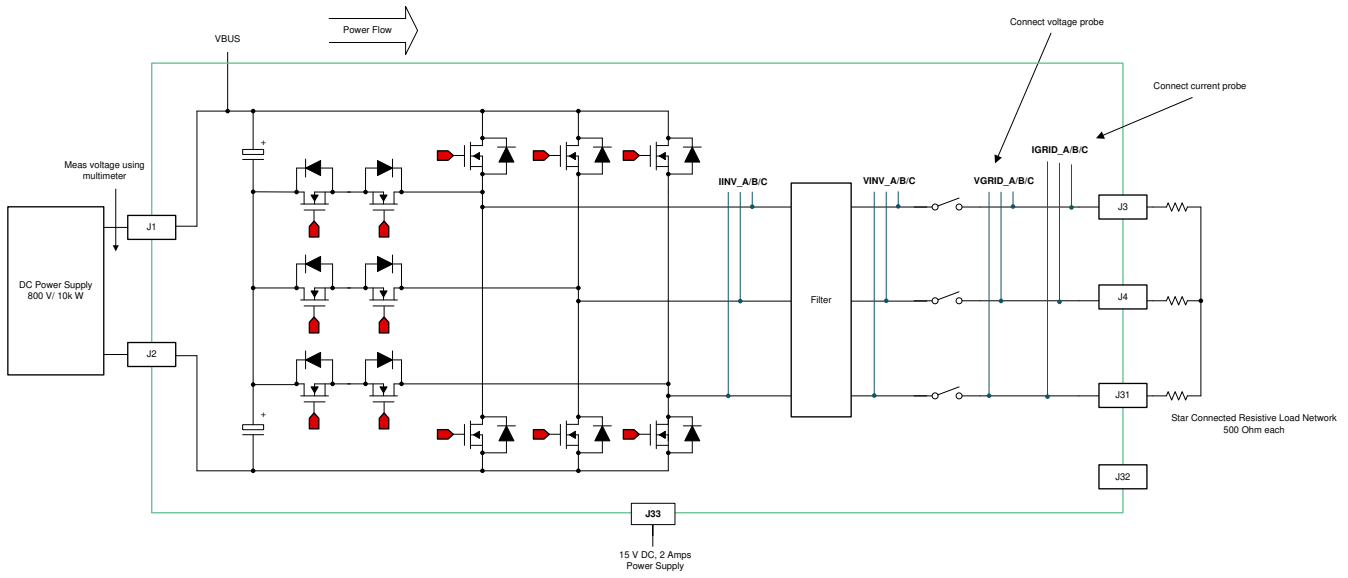 Power Flow
VBUS
Connect voltage probe
Connect current probe
Meas voltage using
multimeter
+
IINV_A/B/C
VINV_A/B/C
VGRID_A/B/C
IGRID_A/B/C
J1
J3
DC Power Supply
800 V/ 10k W
Filter
J4
J2
J31
+
Star Connected Resistive Load Network
500 Ohm each
J32
J33
15 V DC, 2 Amps
Power Supply